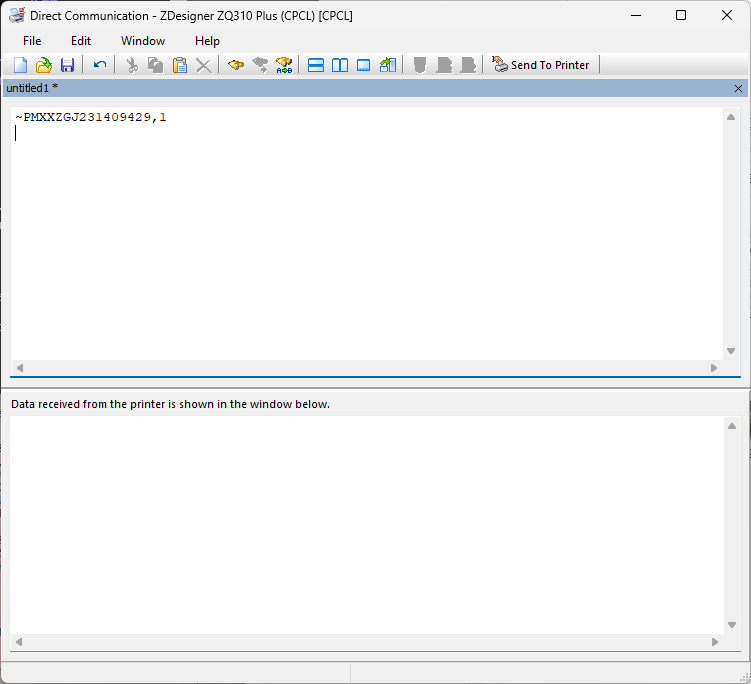 Direct Communication - ZDesigner ZQ310 Plus (CPCL) [CPCL]
File Edit Window Help
A⇔B Send To Printer
untitled1 *
~PMXXZGJ231409429,1
Data received from the printer is shown in the window below.